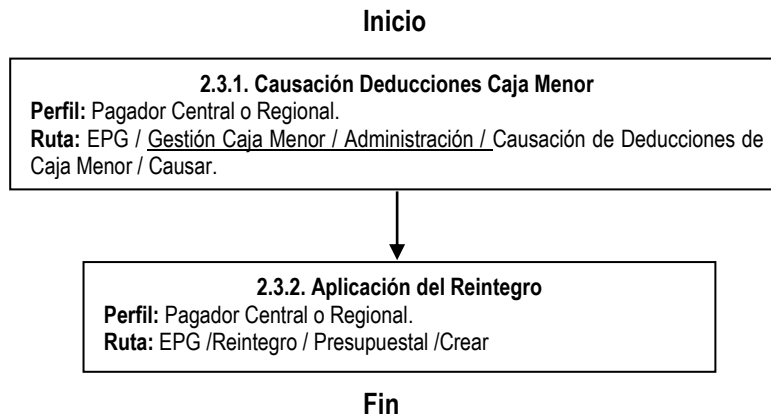 Inicio
2.3.1. Causación Deducciones Caja Menor
Perfil: Pagador Central o Regional.
Ruta: EPG / Gestión Caja Menor / Administración / Causación de Deducciones de
Caja Menor / Causar.
2.3.2. Aplicación del Reintegro
Perfil: Pagador Central o Regional.
Ruta: EPG /Reintegro / Presupuestal /Crear
Fin